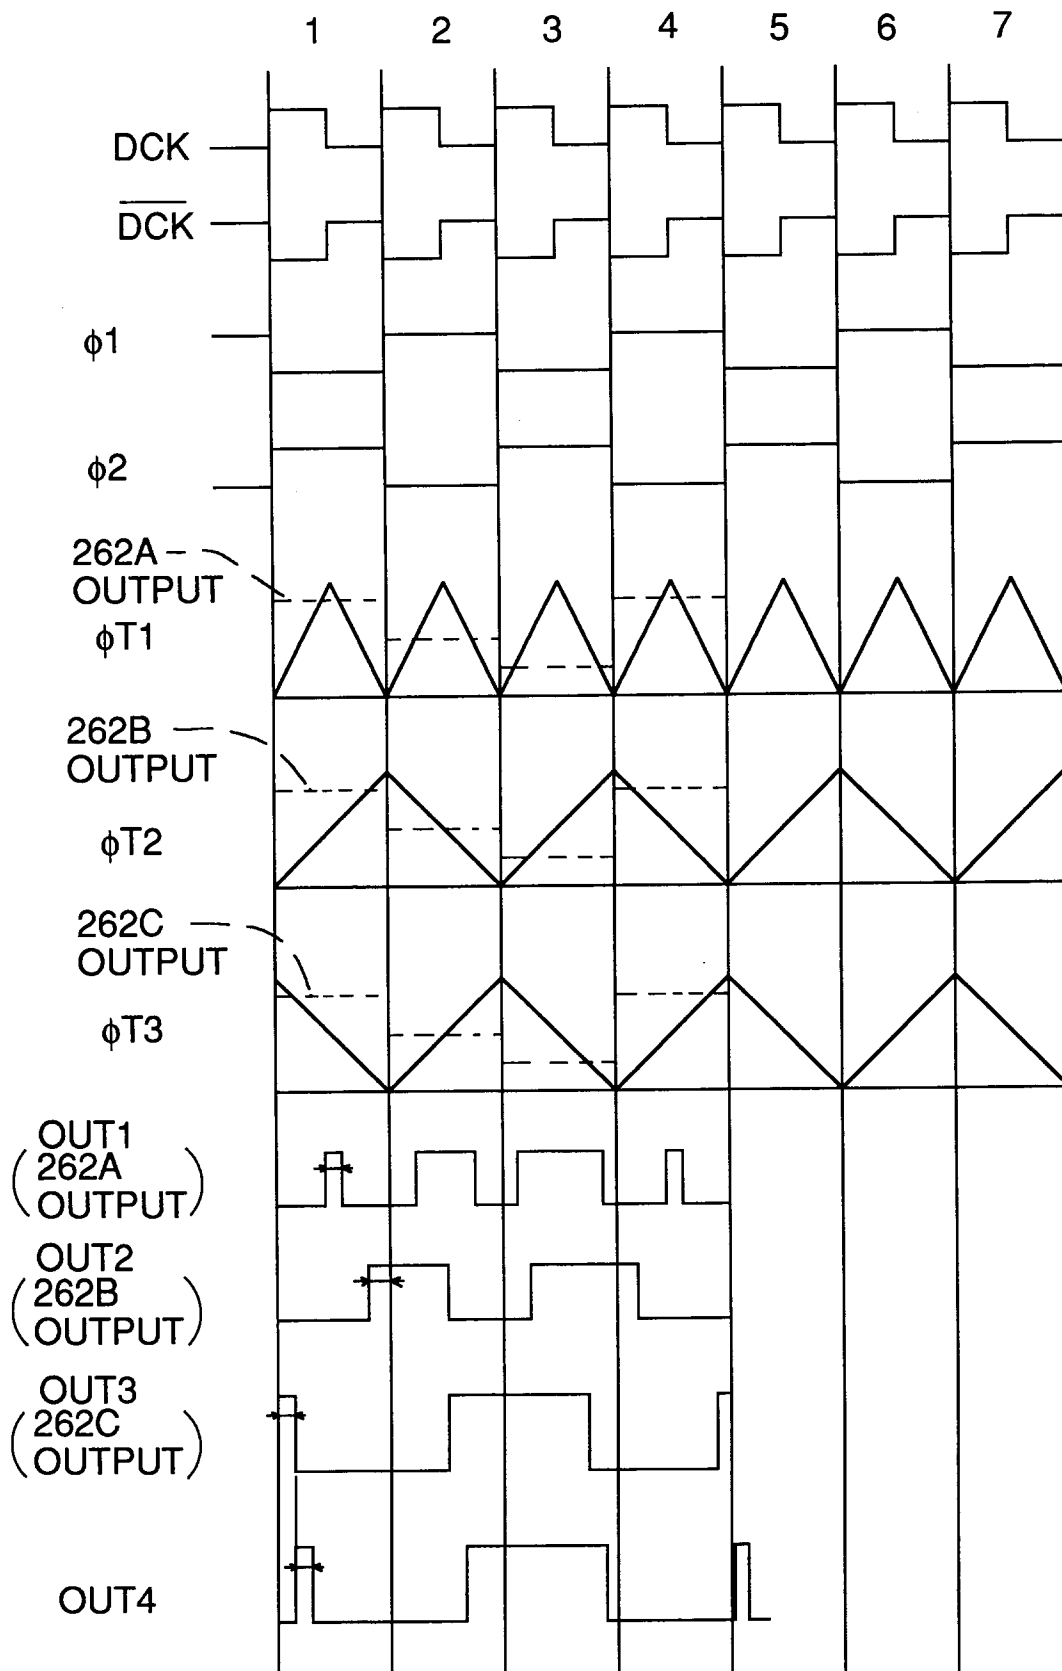 1 2 3 4 5 6 7
DCK
D̅C̅K̅
ϕ1
ϕ2
262A
OUTPUT
ϕT1
262B
OUTPUT
ϕT2
262C
OUTPUT
ϕT3
OUT1
(262A
OUTPUT)
OUT2
(262B
OUTPUT)
OUT3
(262C
OUTPUT)
OUT4